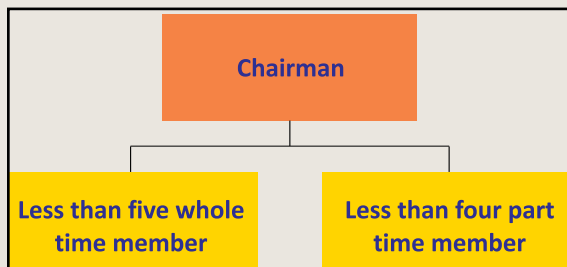 Chairman
Less than five whole
time member
Less than four part
time member